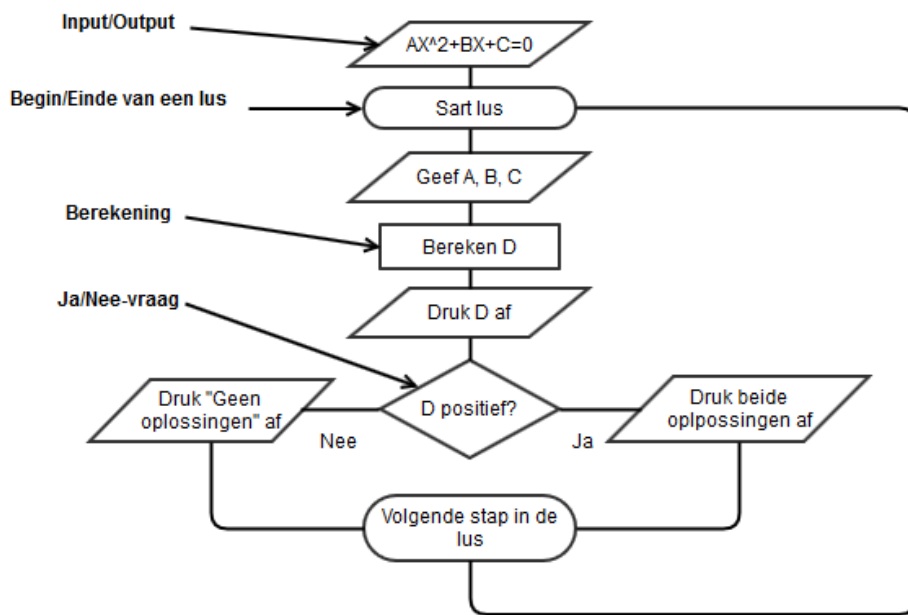 Input/Output
AX^2+BX+C=0
Begin/Einde van een lus
Sart lus
Geef A, B, C
Berekening
Bereken D
Ja/Nee-vraag
Druk D af
Druk "Geen
oplossingen" af
D positief?
Druk beide
oplpossingen af
Nee
Ja
Volgende stap in de
lus